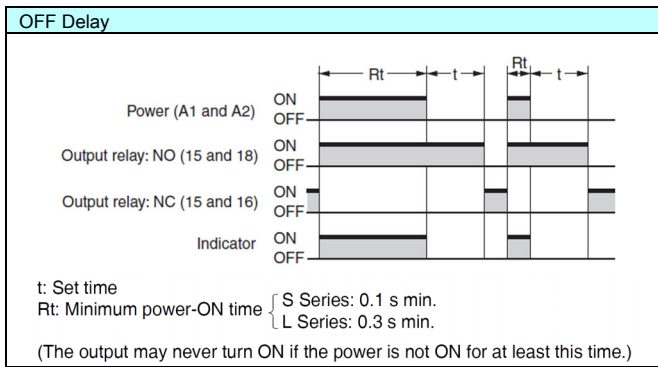 OFF Delay
Rt
t
Rt
t
Power (A1 and A2)
ON
OFF
Output relay: NO (15 and 18)
ON
OFF
Output relay: NC (15 and 16)
ON
OFF
Indicator
ON
OFF
t: Set time
Rt: Minimum power-ON time
S Series: 0.1 s min.
L Series: 0.3 s min.
(The output may never turn ON if the power is not ON for at least this time.)